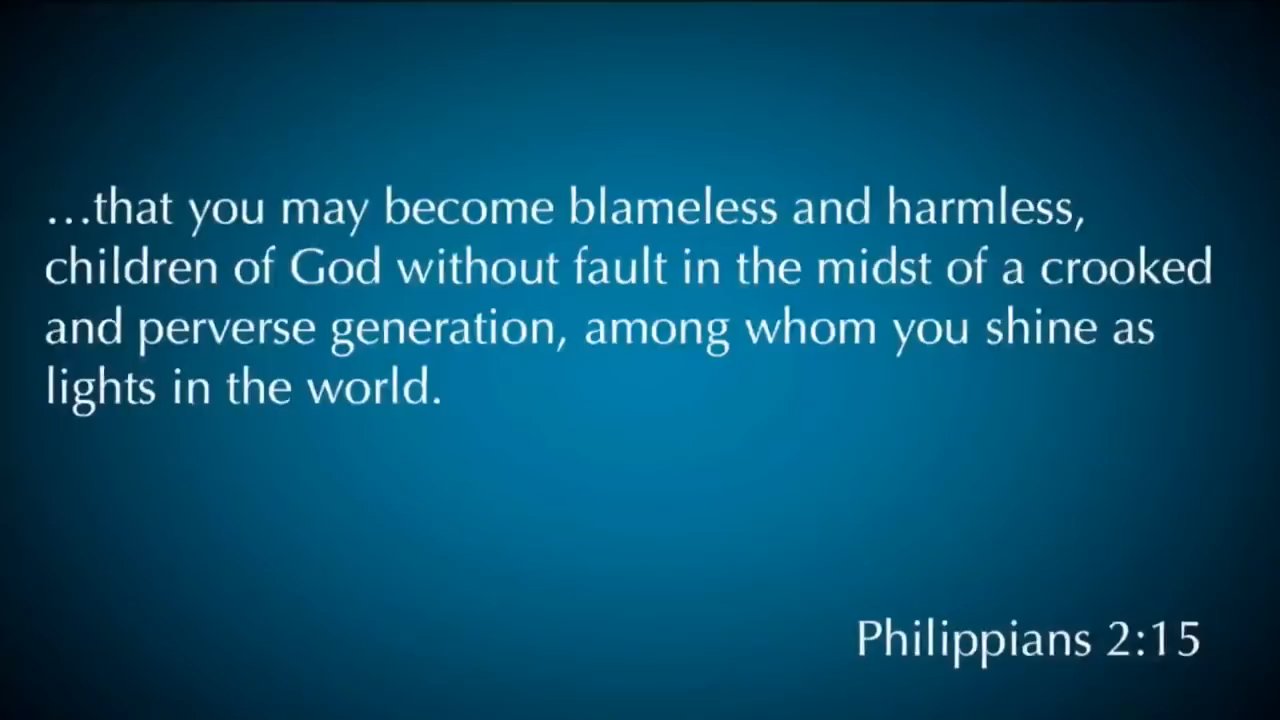 …that you may become blameless and harmless,
children of God without fault in the midst of a crooked
and perverse generation, among whom you shine as
lights in the world.
Philippians 2:15